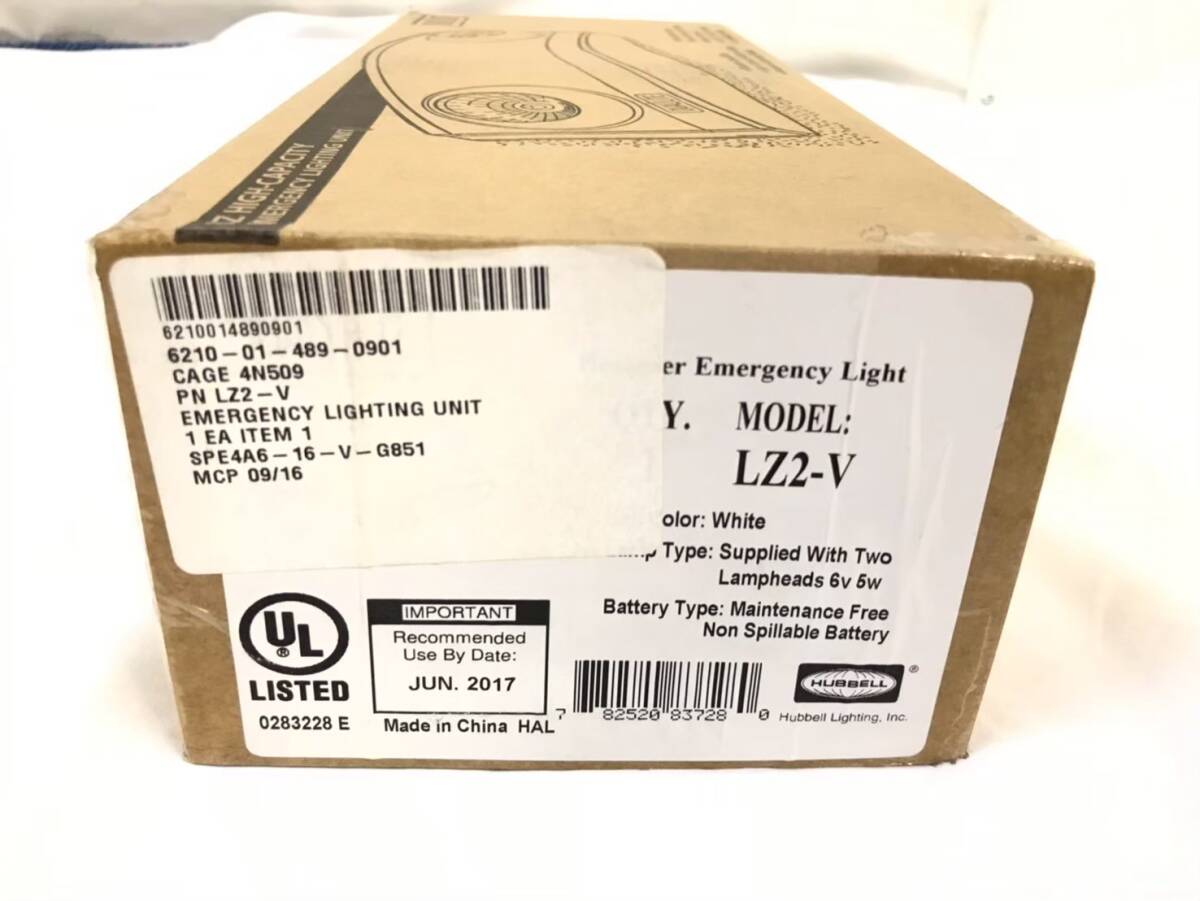 LZ HIGH-CAPACITY
EMERGENCY LIGHTING UNIT
6210014890901
6210-01-489-0901
CAGE 4N509
PN LZ2-V
EMERGENCY LIGHTING UNIT
1 EA ITEM 1
SPE4A6-16-V-G851
MCP 09/16
er Emergency Light
Y. MODEL:
LZ2-V
olor: White
Type: Supplied With Two
Lampheads 6v 5w
Battery Type: Maintenance Free
Non Spillable Battery
UL
®
LISTED
0283228 E
IMPORTANT
Recommended
Use By Date:
JUN. 2017
Made in China HAL
7 82520 83728 0
HUBBELL ®
Hubbell Lighting, Inc.